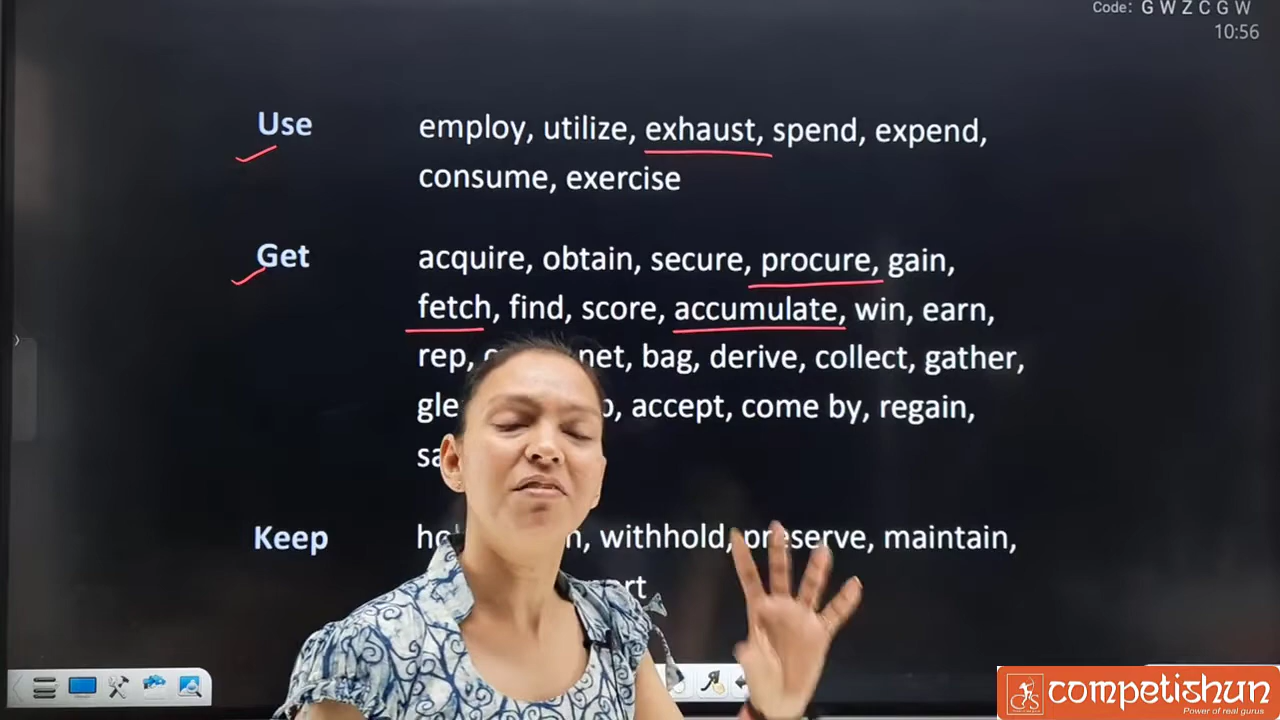 Code: G W Z C G W
10:56
Use employ, utilize, exhaust, spend, expend,
consume, exercise
Get acquire, obtain, secure, procure, gain,
fetch, find, score, accumulate, win, earn,
rep, net, bag, derive, collect, gather,
accept, come by, regain,
Keep withhold, preserve, maintain,
competishun
Power of real gurus